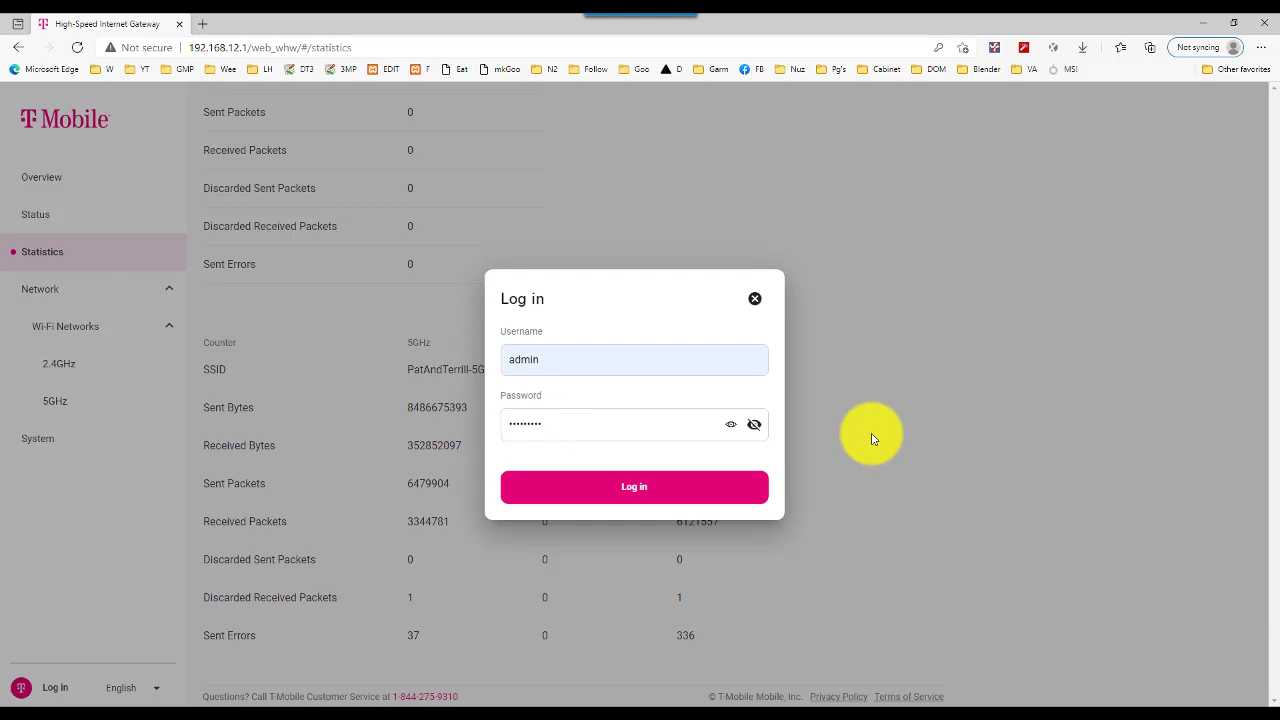 High-Speed Internet Gateway
Not secure
192.168.12.1/web_whw/#/statistics
Not syncing
Microsoft Edge
W
YT
GMP
Wee
LH
DTS
3MP
EDIT
F
Eat
mkGoo
N2
Follow
Goo
D
Garm
FB
Nuz
Pg's
Cabinet
DOM
Blender
VA
MS!
Other favorites
T Mobile
Overview
Status
Statistics
Network
Wi-Fi Networks
2.4GHz
5GHz
System
Log in
English
Sent Packets 0
Received Packets 0
Discarded Sent Packets 0
Discarded Received Packets 0
Sent Errors 0
Counter 5GHz
SSID PatAndTerrill-5G
Sent Bytes 8486675393
Received Bytes 352852097
Sent Packets 6479904
Received Packets 3344781 0 6121557
Discarded Sent Packets 0 0 0
Discarded Received Packets 1 0 1
Sent Errors 37 0 336
Log in
Username
admin
Password
•••••••••
Log in
Questions? Call T-Mobile Customer Service at 1-844-275-9310
© T-Mobile Mobile, Inc. Privacy Policy Terms of Service